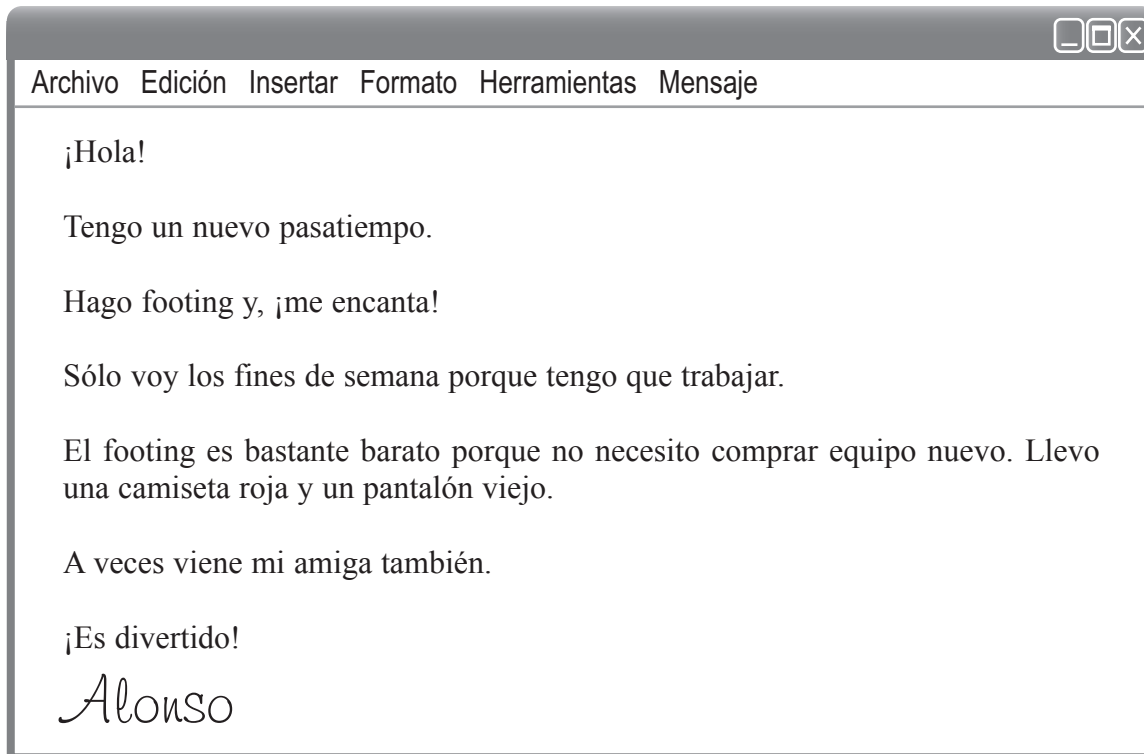 Archivo Edición Insertar Formato Herramientas Mensaje
¡Hola!
Tengo un nuevo pasatiempo.
Hago footing y, ¡me encanta!
Sólo voy los fines de semana porque tengo que trabajar.
El footing es bastante barato porque no necesito comprar equipo nuevo. Llevo
una camiseta roja y un pantalón viejo.
A veces viene mi amiga también.
¡Es divertido!
Alonso